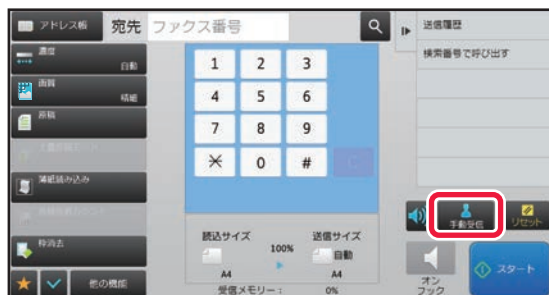 アドレス帳
宛先 ファクス番号
送信履歴
検索番号で呼び出す
濃度
自動
画質
精細
原稿
薄紙読み込み
枠消去
他の機能
1 2 3
4 5 6
7 8 9
＊ 0 # C
読込サイズ 100% 送信サイズ
自動
A4 A4
受信メモリー： 0%
手動受信
リセット
オン
フック
スタート